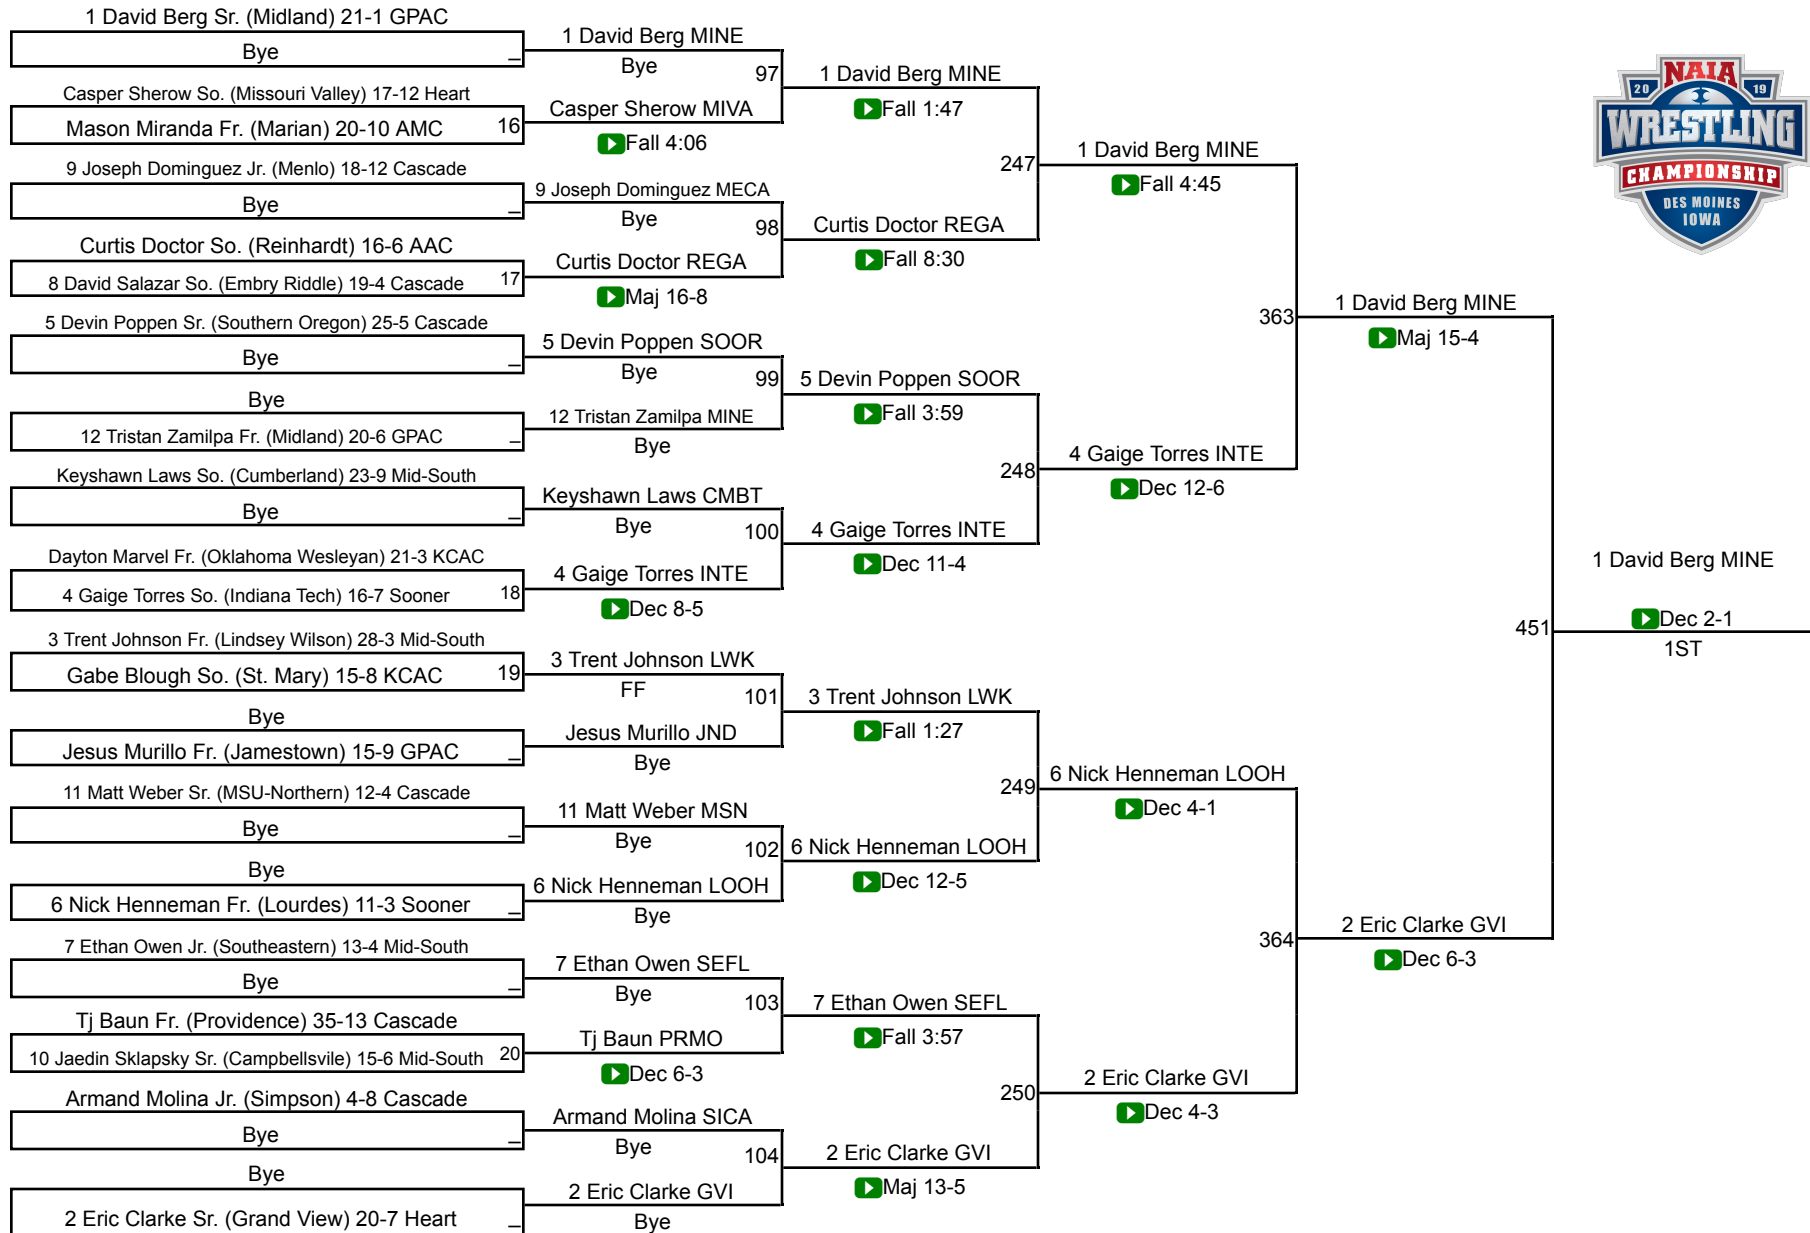 1 David Berg Sr. (Midland) 21-1 GPAC
Bye
_
Casper Sherow So. (Missouri Valley) 17-12 Heart
Mason Miranda Fr. (Marian) 20-10 AMC
16
9 Joseph Dominguez Jr. (Menlo) 18-12 Cascade
Bye
_
Curtis Doctor So. (Reinhardt) 16-6 AAC
8 David Salazar So. (Embry Riddle) 19-4 Cascade
17
5 Devin Poppen Sr. (Southern Oregon) 25-5 Cascade
Bye
_
Bye
12 Tristan Zamilpa Fr. (Midland) 20-6 GPAC
_
Keyshawn Laws So. (Cumberland) 23-9 Mid-South
Bye
_
Dayton Marvel Fr. (Oklahoma Wesleyan) 21-3 KCAC
4 Gaige Torres So. (Indiana Tech) 16-7 Sooner
18
3 Trent Johnson Fr. (Lindsey Wilson) 28-3 Mid-South
Gabe Blough So. (St. Mary) 15-8 KCAC
19
Bye
Jesus Murillo Fr. (Jamestown) 15-9 GPAC
_
11 Matt Weber Sr. (MSU-Northern) 12-4 Cascade
Bye
_
Bye
6 Nick Henneman Fr. (Lourdes) 11-3 Sooner
_
7 Ethan Owen Jr. (Southeastern) 13-4 Mid-South
Bye
_
Tj Baun Fr. (Providence) 35-13 Cascade
10 Jaedin Sklapsky Sr. (Campbellsvile) 15-6 Mid-South
20
Armand Molina Jr. (Simpson) 4-8 Cascade
Bye
_
Bye
2 Eric Clarke Sr. (Grand View) 20-7 Heart
_
1 David Berg MINE
Bye
97
Casper Sherow MIVA
Fall 4:06
9 Joseph Dominguez MECA
Bye
98
Curtis Doctor REGA
Maj 16-8
5 Devin Poppen SOOR
Bye
99
12 Tristan Zamilpa MINE
Bye
Keyshawn Laws CMBT
Bye
100
4 Gaige Torres INTE
Dec 8-5
3 Trent Johnson LWK
FF
101
Jesus Murillo JND
Bye
11 Matt Weber MSN
Bye
102
6 Nick Henneman LOOH
Bye
7 Ethan Owen SEFL
Bye
103
Tj Baun PRMO
Dec 6-3
Armand Molina SICA
Bye
104
2 Eric Clarke GVI
Bye
1 David Berg MINE
Fall 1:47
247
Curtis Doctor REGA
Fall 8:30
5 Devin Poppen SOOR
Fall 3:59
248
4 Gaige Torres INTE
Dec 11-4
3 Trent Johnson LWK
Fall 1:27
249
6 Nick Henneman LOOH
Dec 12-5
7 Ethan Owen SEFL
Fall 3:57
250
2 Eric Clarke GVI
Maj 13-5
1 David Berg MINE
Fall 4:45
363
4 Gaige Torres INTE
Dec 12-6
6 Nick Henneman LOOH
Dec 4-1
364
2 Eric Clarke GVI
Dec 4-3
1 David Berg MINE
Maj 15-4
451
2 Eric Clarke GVI
Dec 6-3
1 David Berg MINE
Dec 2-1
1ST
NAIA
20 19
WRESTLING
CHAMPIONSHIP
DES MOINES
IOWA